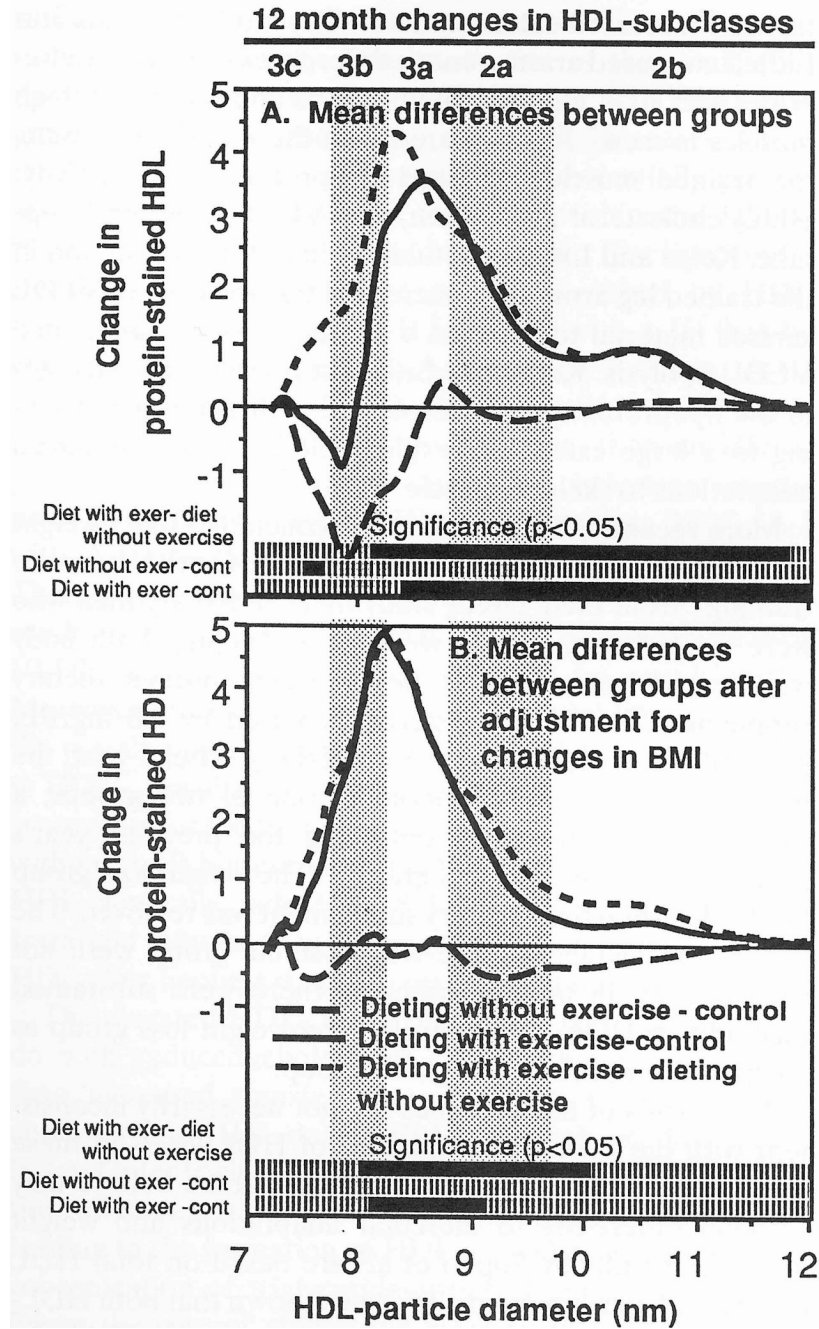 12 month changes in HDL-subclasses
3c 3b 3a 2a 2b
A. Mean differences between groups
5
4
3
2
1
0
-1
Change in
protein-stained HDL
Diet with exer- diet
without exercise
Diet without exer -cont
Diet with exer -cont
Significance (p<0.05)
B. Mean differences
between groups after
adjustment for
changes in BMI
5
4
3
2
1
0
-1
Change in
protein-stained HDL
Dieting without exercise - control
Dieting with exercise-control
Dieting with exercise - dieting
without exercise
Diet with exer- diet
without exercise
Diet without exer -cont
Diet with exer -cont
Significance (p<0.05)
7 8 9 10 11 12
HDL-particle diameter (nm)